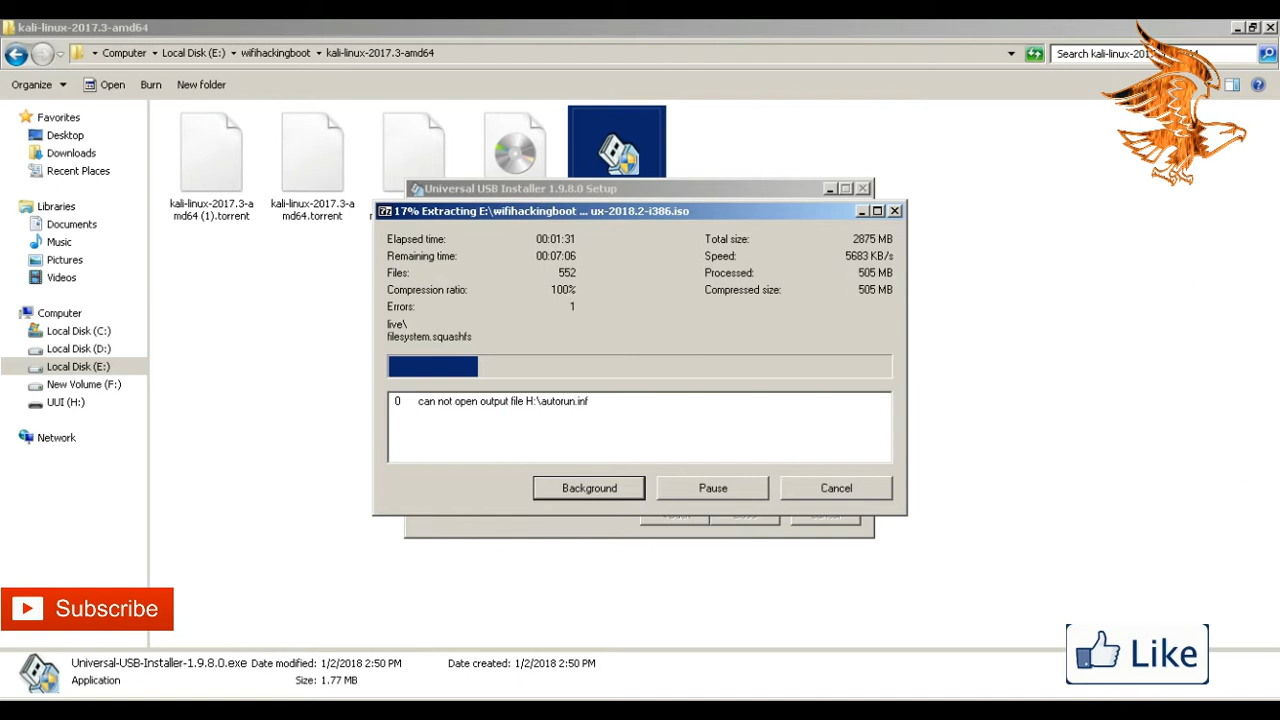 kali-linux-2017.3-amd64
Computer
Local Disk (E:)
wifihackingboot
kali-linux-2017.3-amd64
Search kali-linux-201
Organize
Open
Burn
New folder
Favorites
Desktop
Downloads
Recent Places
Libraries
Documents
Music
Pictures
Videos
Computer
Local Disk (C:)
Local Disk (D:)
Local Disk (E:)
New Volume (F:)
UUI (H:)
Network
kali-linux-2017.3-a
md64 (1).torrent
kali-linux-2017.3-a
md64.torrent
Universal USB Installer 1.9.8.0 Setup
17% Extracting E:\wifihackingboot ... ux-2018.2-i386.iso
Elapsed time: 00:01:31 Total size: 2875 MB
Remaining time: 00:07:06 Speed: 5683 KB/s
Files: 552 Processed: 505 MB
Compression ratio: 100% Compressed size: 505 MB
Errors: 1
live\
filesystem.squashfs
0 can not open output file H:\autorun.inf
Background
Pause
Cancel
Subscribe
Like
Universal-USB-Installer-1.9.8.0.exe Date modified: 1/2/2018 2:50 PM Date created: 1/2/2018 2:50 PM
Application Size: 1.77 MB